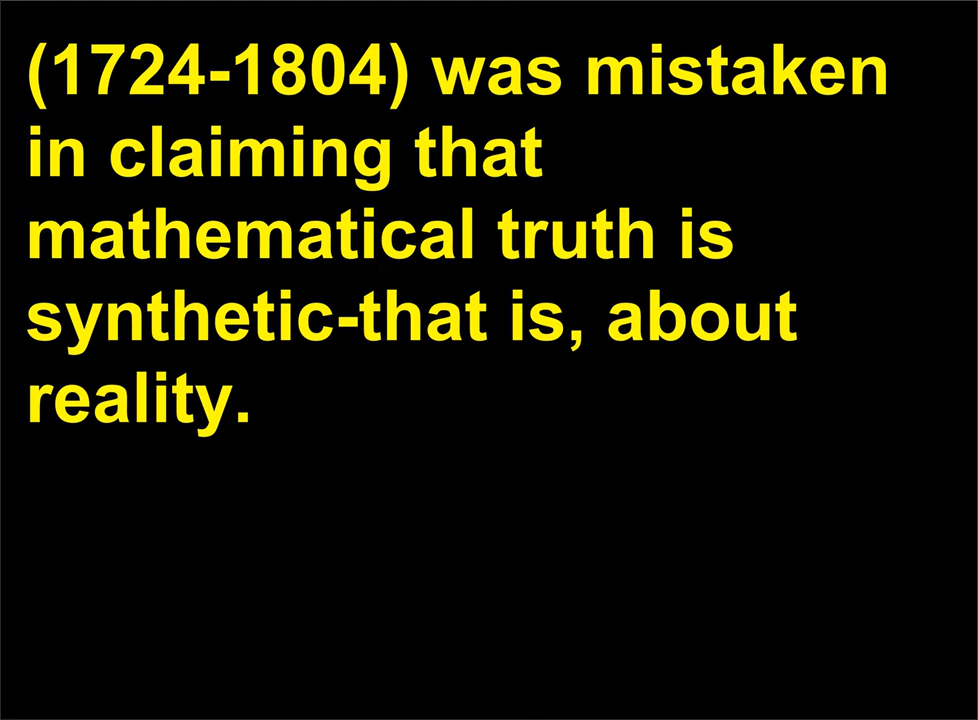 (1724-1804) was mistaken
in claiming that
mathematical truth is
synthetic-that is, about
reality.